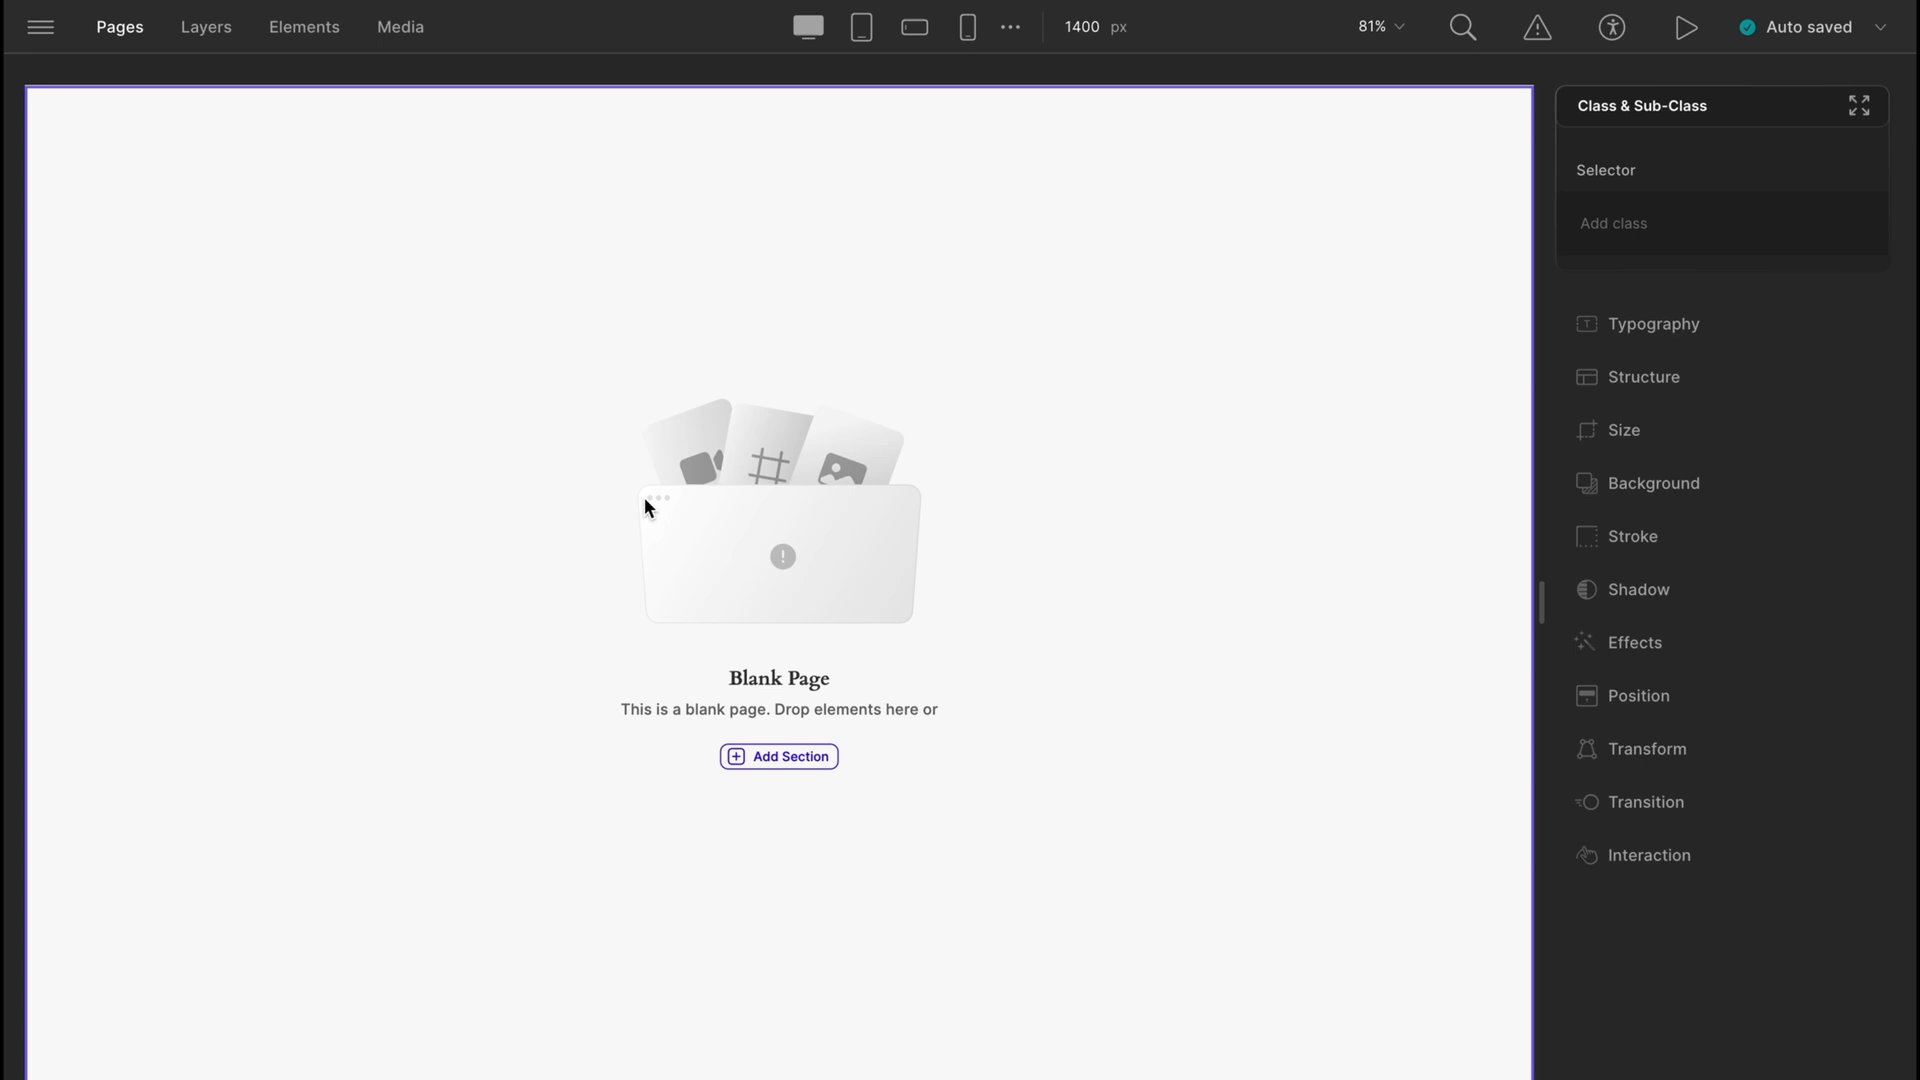 Pages Layers Elements Media 1400 px 81% Auto saved
Class & Sub-Class
Selector
Add class
Typography
Structure
Size
Background
Stroke
Shadow
Effects
Position
Transform
Transition
Interaction
Blank Page
This is a blank page. Drop elements here or
Add Section